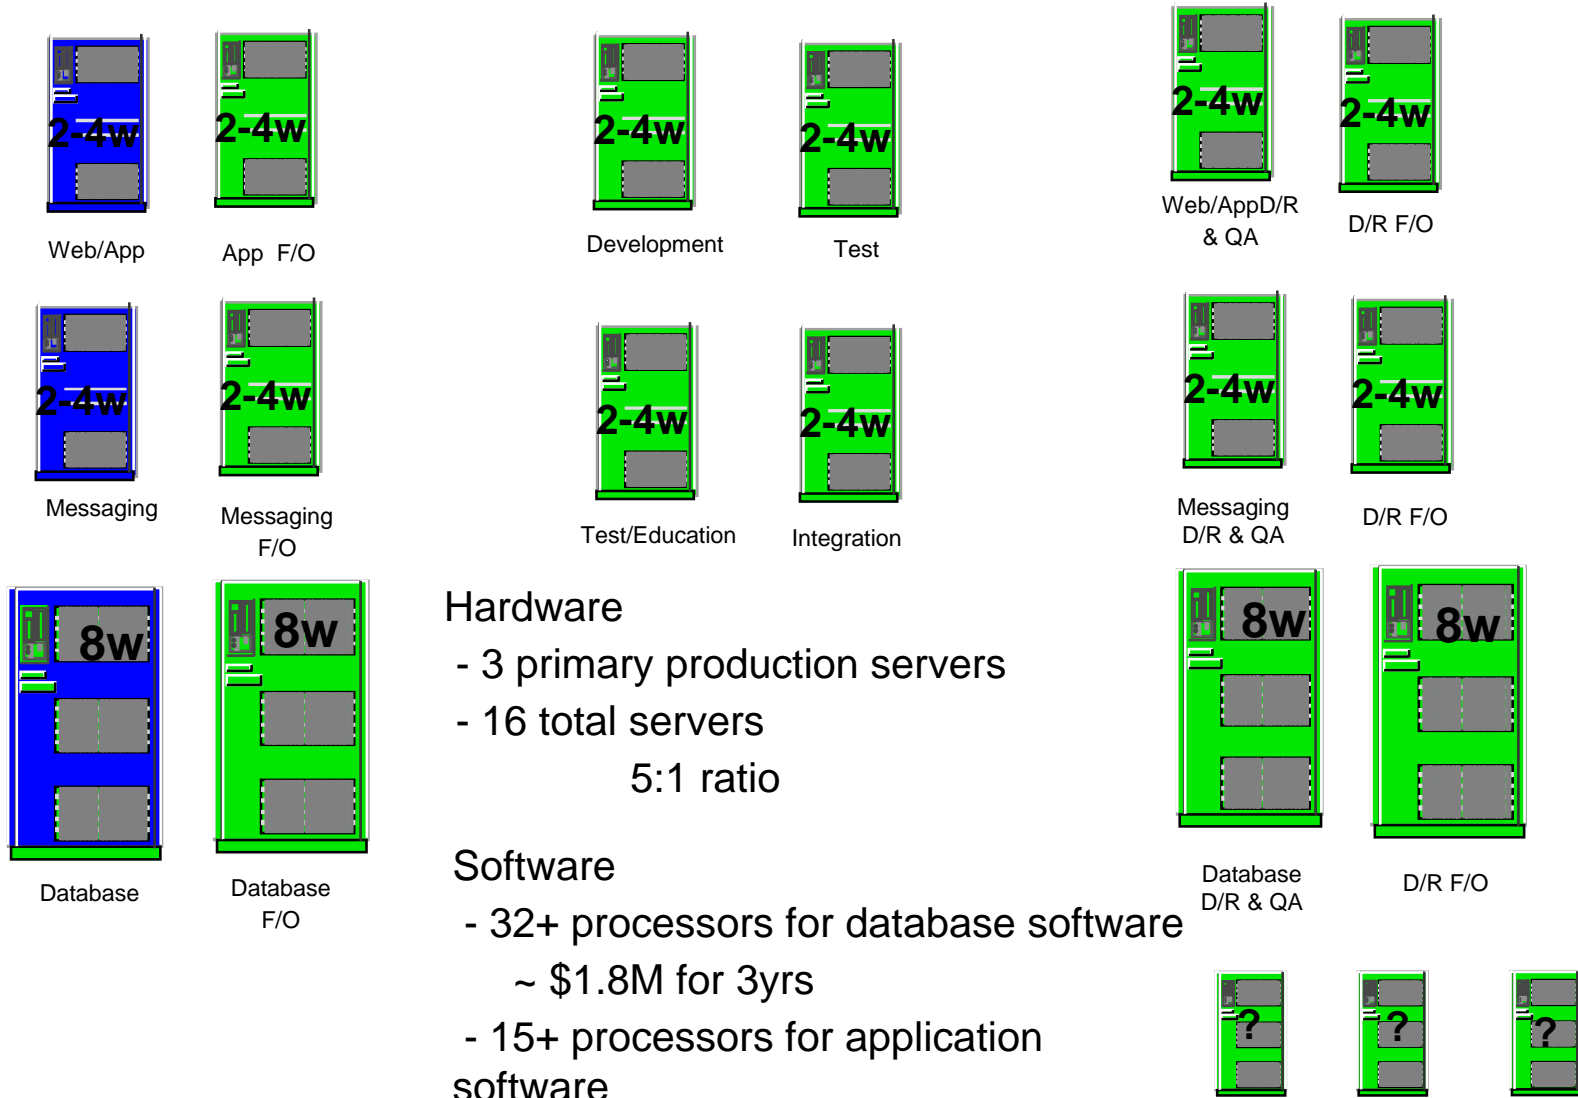 2-4w
2-4w
2-4w
2-4w
2-4w
2-4w
Web/App
App F/O
Development
Test
Web/AppD/R
& QA
D/R F/O
2-4w
2-4w
2-4w
2-4w
2-4w
2-4w
Messaging
Messaging
F/O
Test/Education
Integration
Messaging
D/R & QA
D/R F/O
8w
8w
8w
8w
Database
Database
F/O
Database
D/R & QA
D/R F/O
Hardware
- 3 primary production servers
- 16 total servers
5:1 ratio
Software
- 32+ processors for database software
~ $1.8M for 3yrs
- 15+ processors for application
software
?
?
?